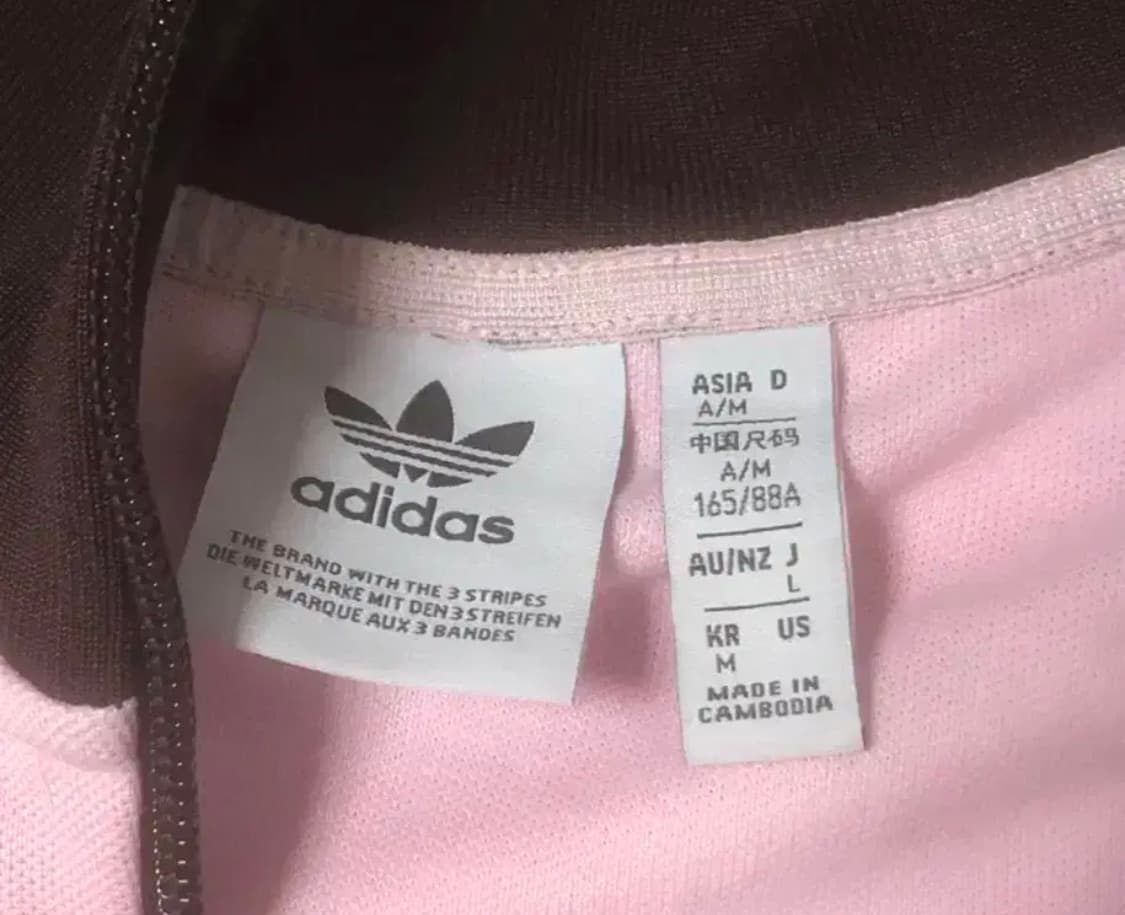 adidas
THE BRAND WITH THE 3 STRIPES
DIE WELTMARKE MIT DEN 3 STREIFEN
LA MARQUE AUX 3 BANDES
ASIA D
A/M
中国尺码
A/M
165/88A
AU/NZ J
L
KR US
M
MADE IN
CAMBODIA